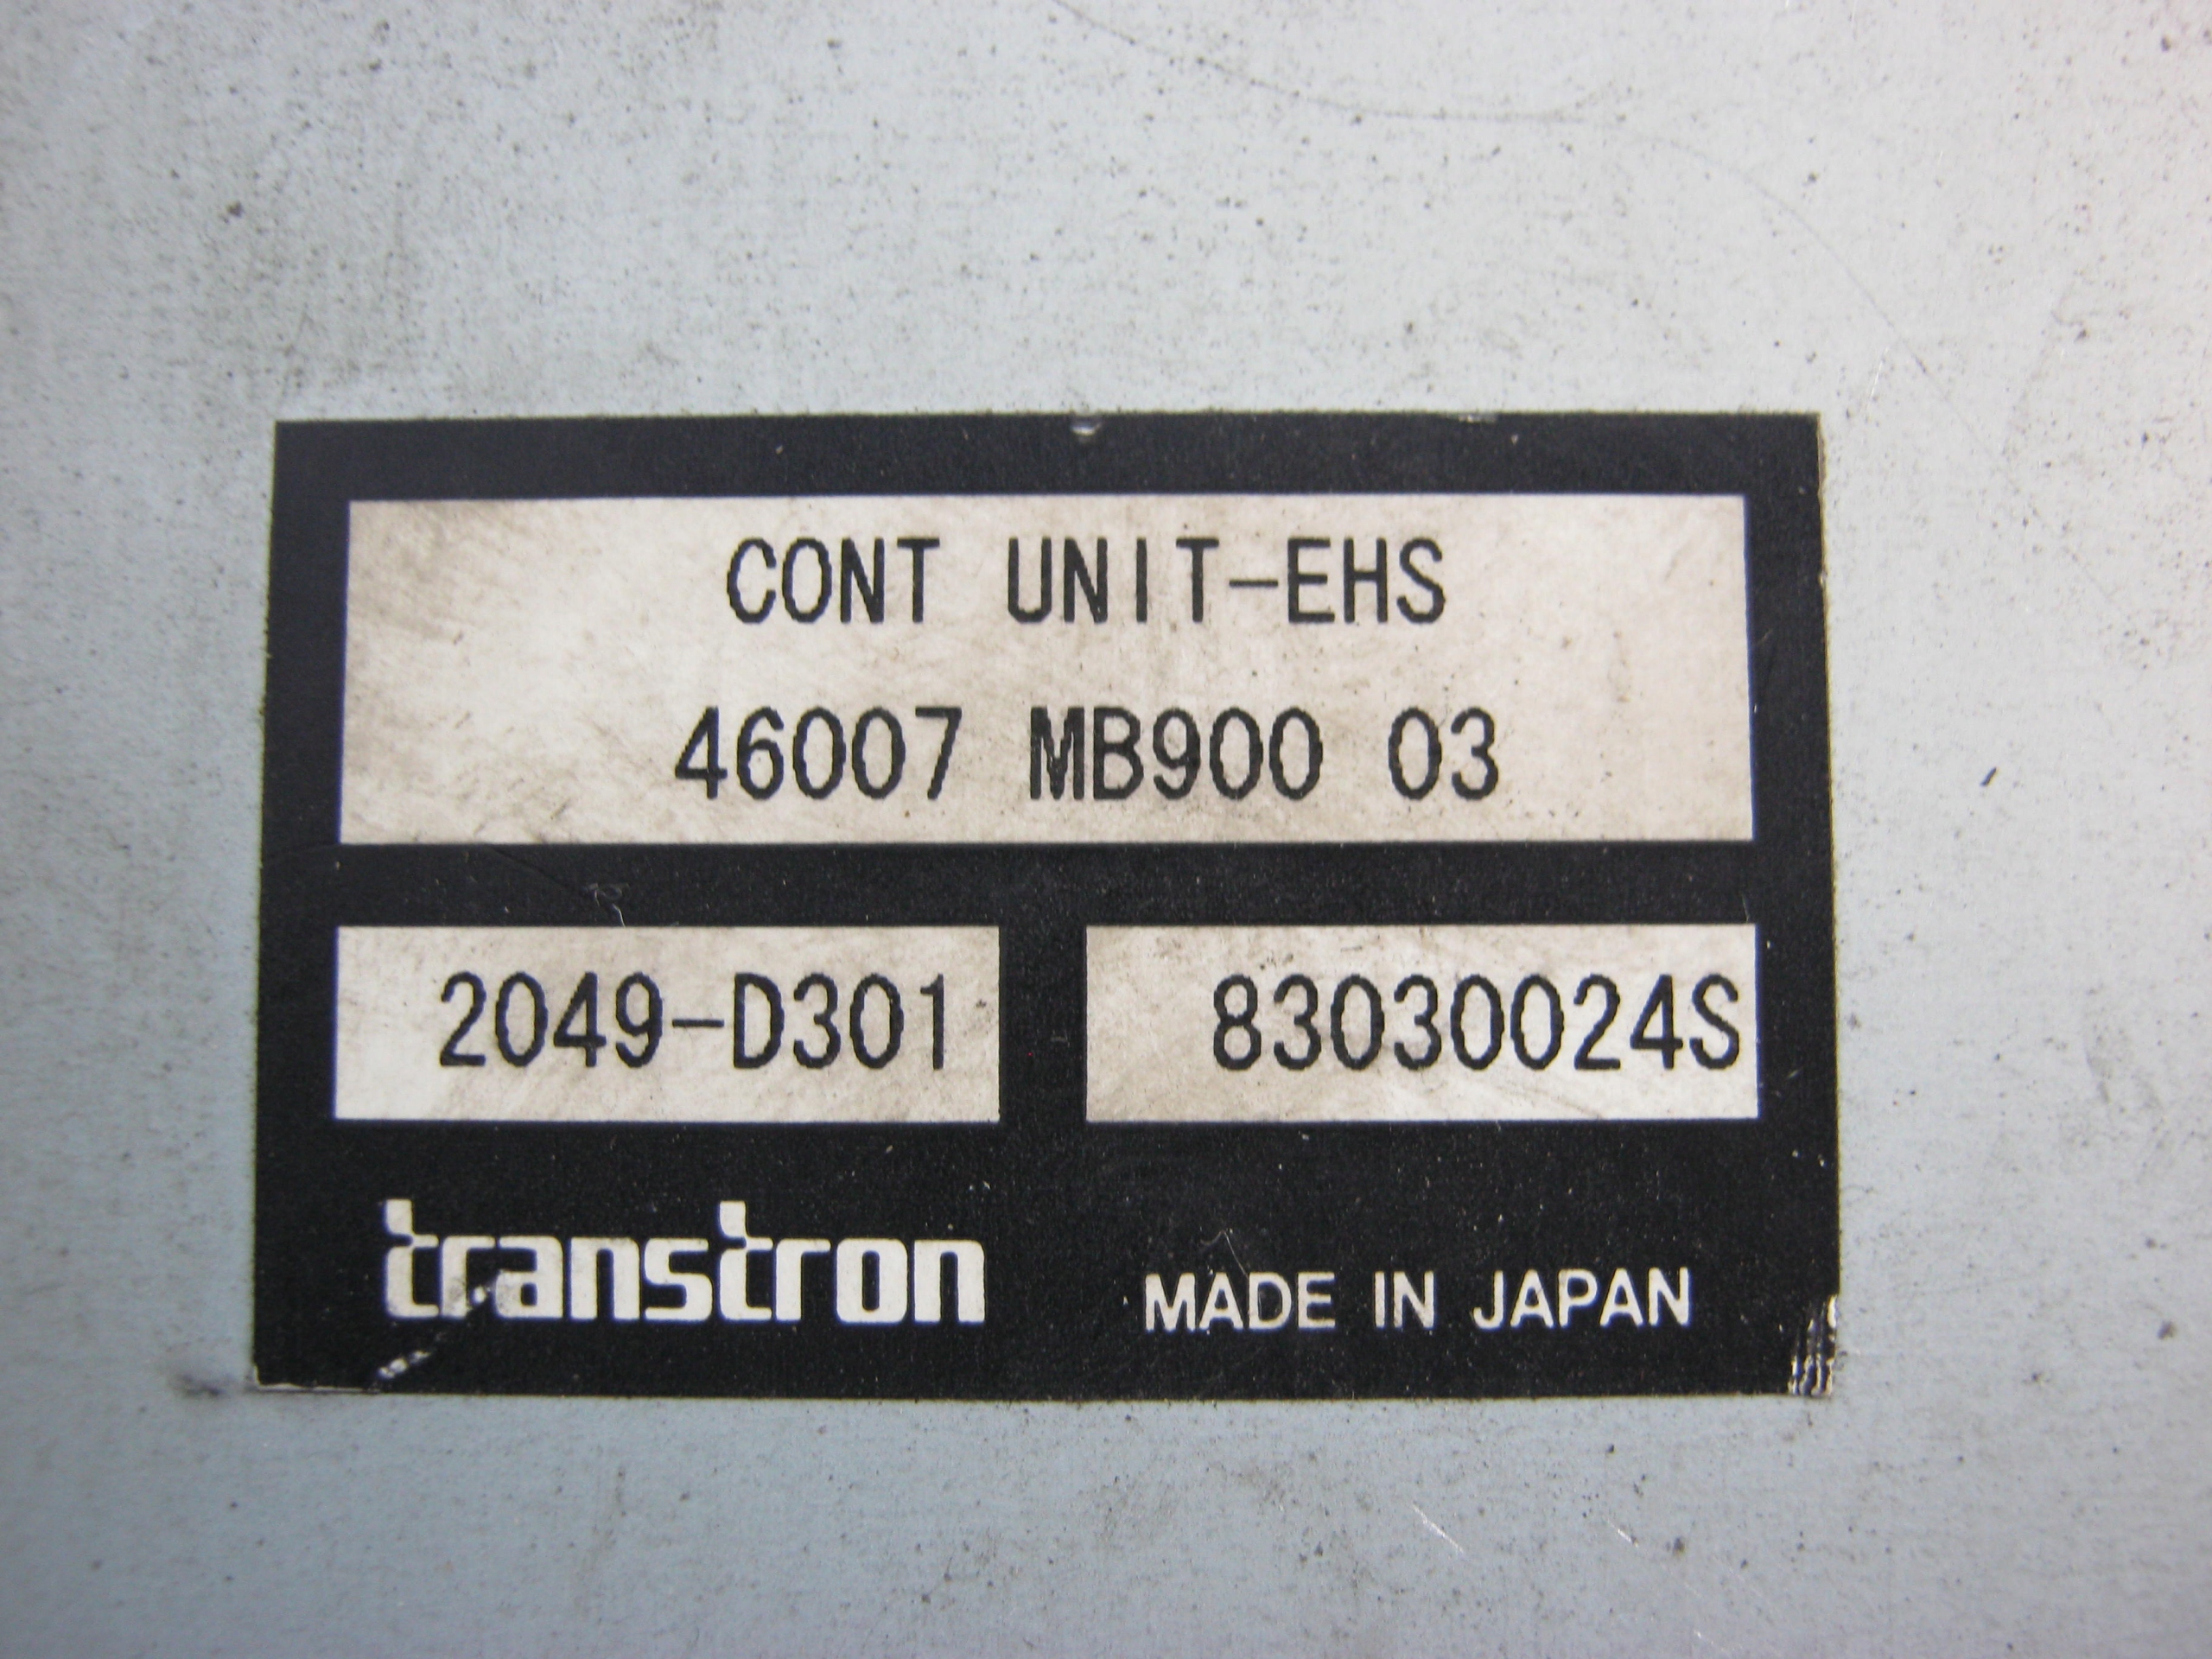 CONT UNIT-EHS
46007 MB900 03
2049-D301 83030024S
transtron MADE IN JAPAN